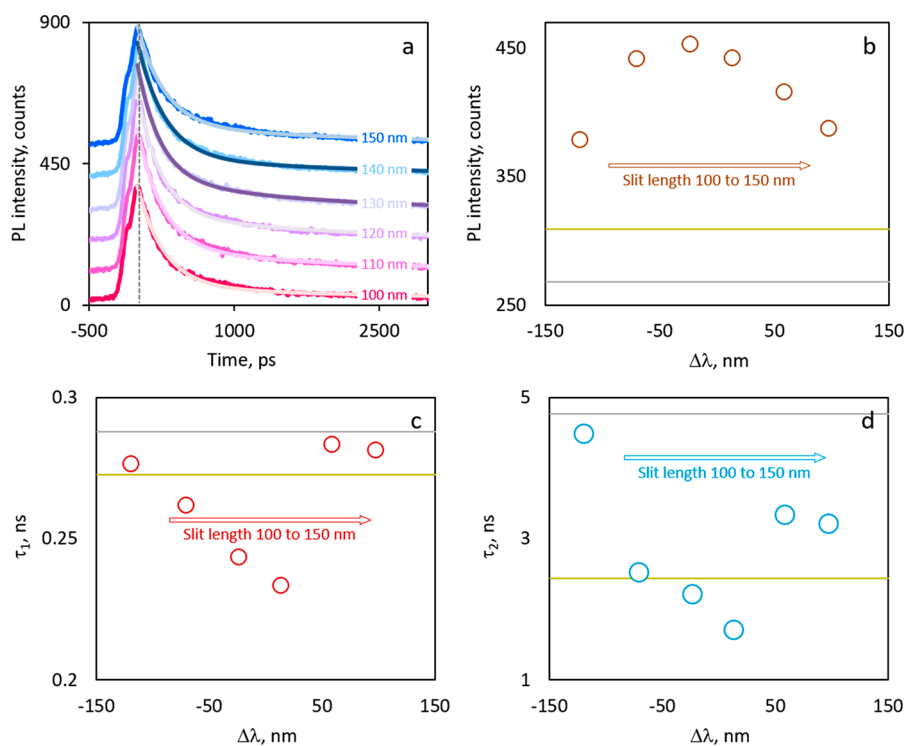 900
450
0
-500
1000
2500
PL intensity, counts
Time, ps
a
150 nm
140 nm
130 nm
120 nm
110 nm
100 nm
450
350
250
-150
-50
50
150
PL intensity, counts
Δλ, nm
b
Slit length 100 to 150 nm
0.3
0.25
0.2
-150
-50
50
150
τ1, ns
Δλ, nm
c
Slit length 100 to 150 nm
5
3
1
-150
-50
50
150
τ2, ns
Δλ, nm
d
Slit length 100 to 150 nm